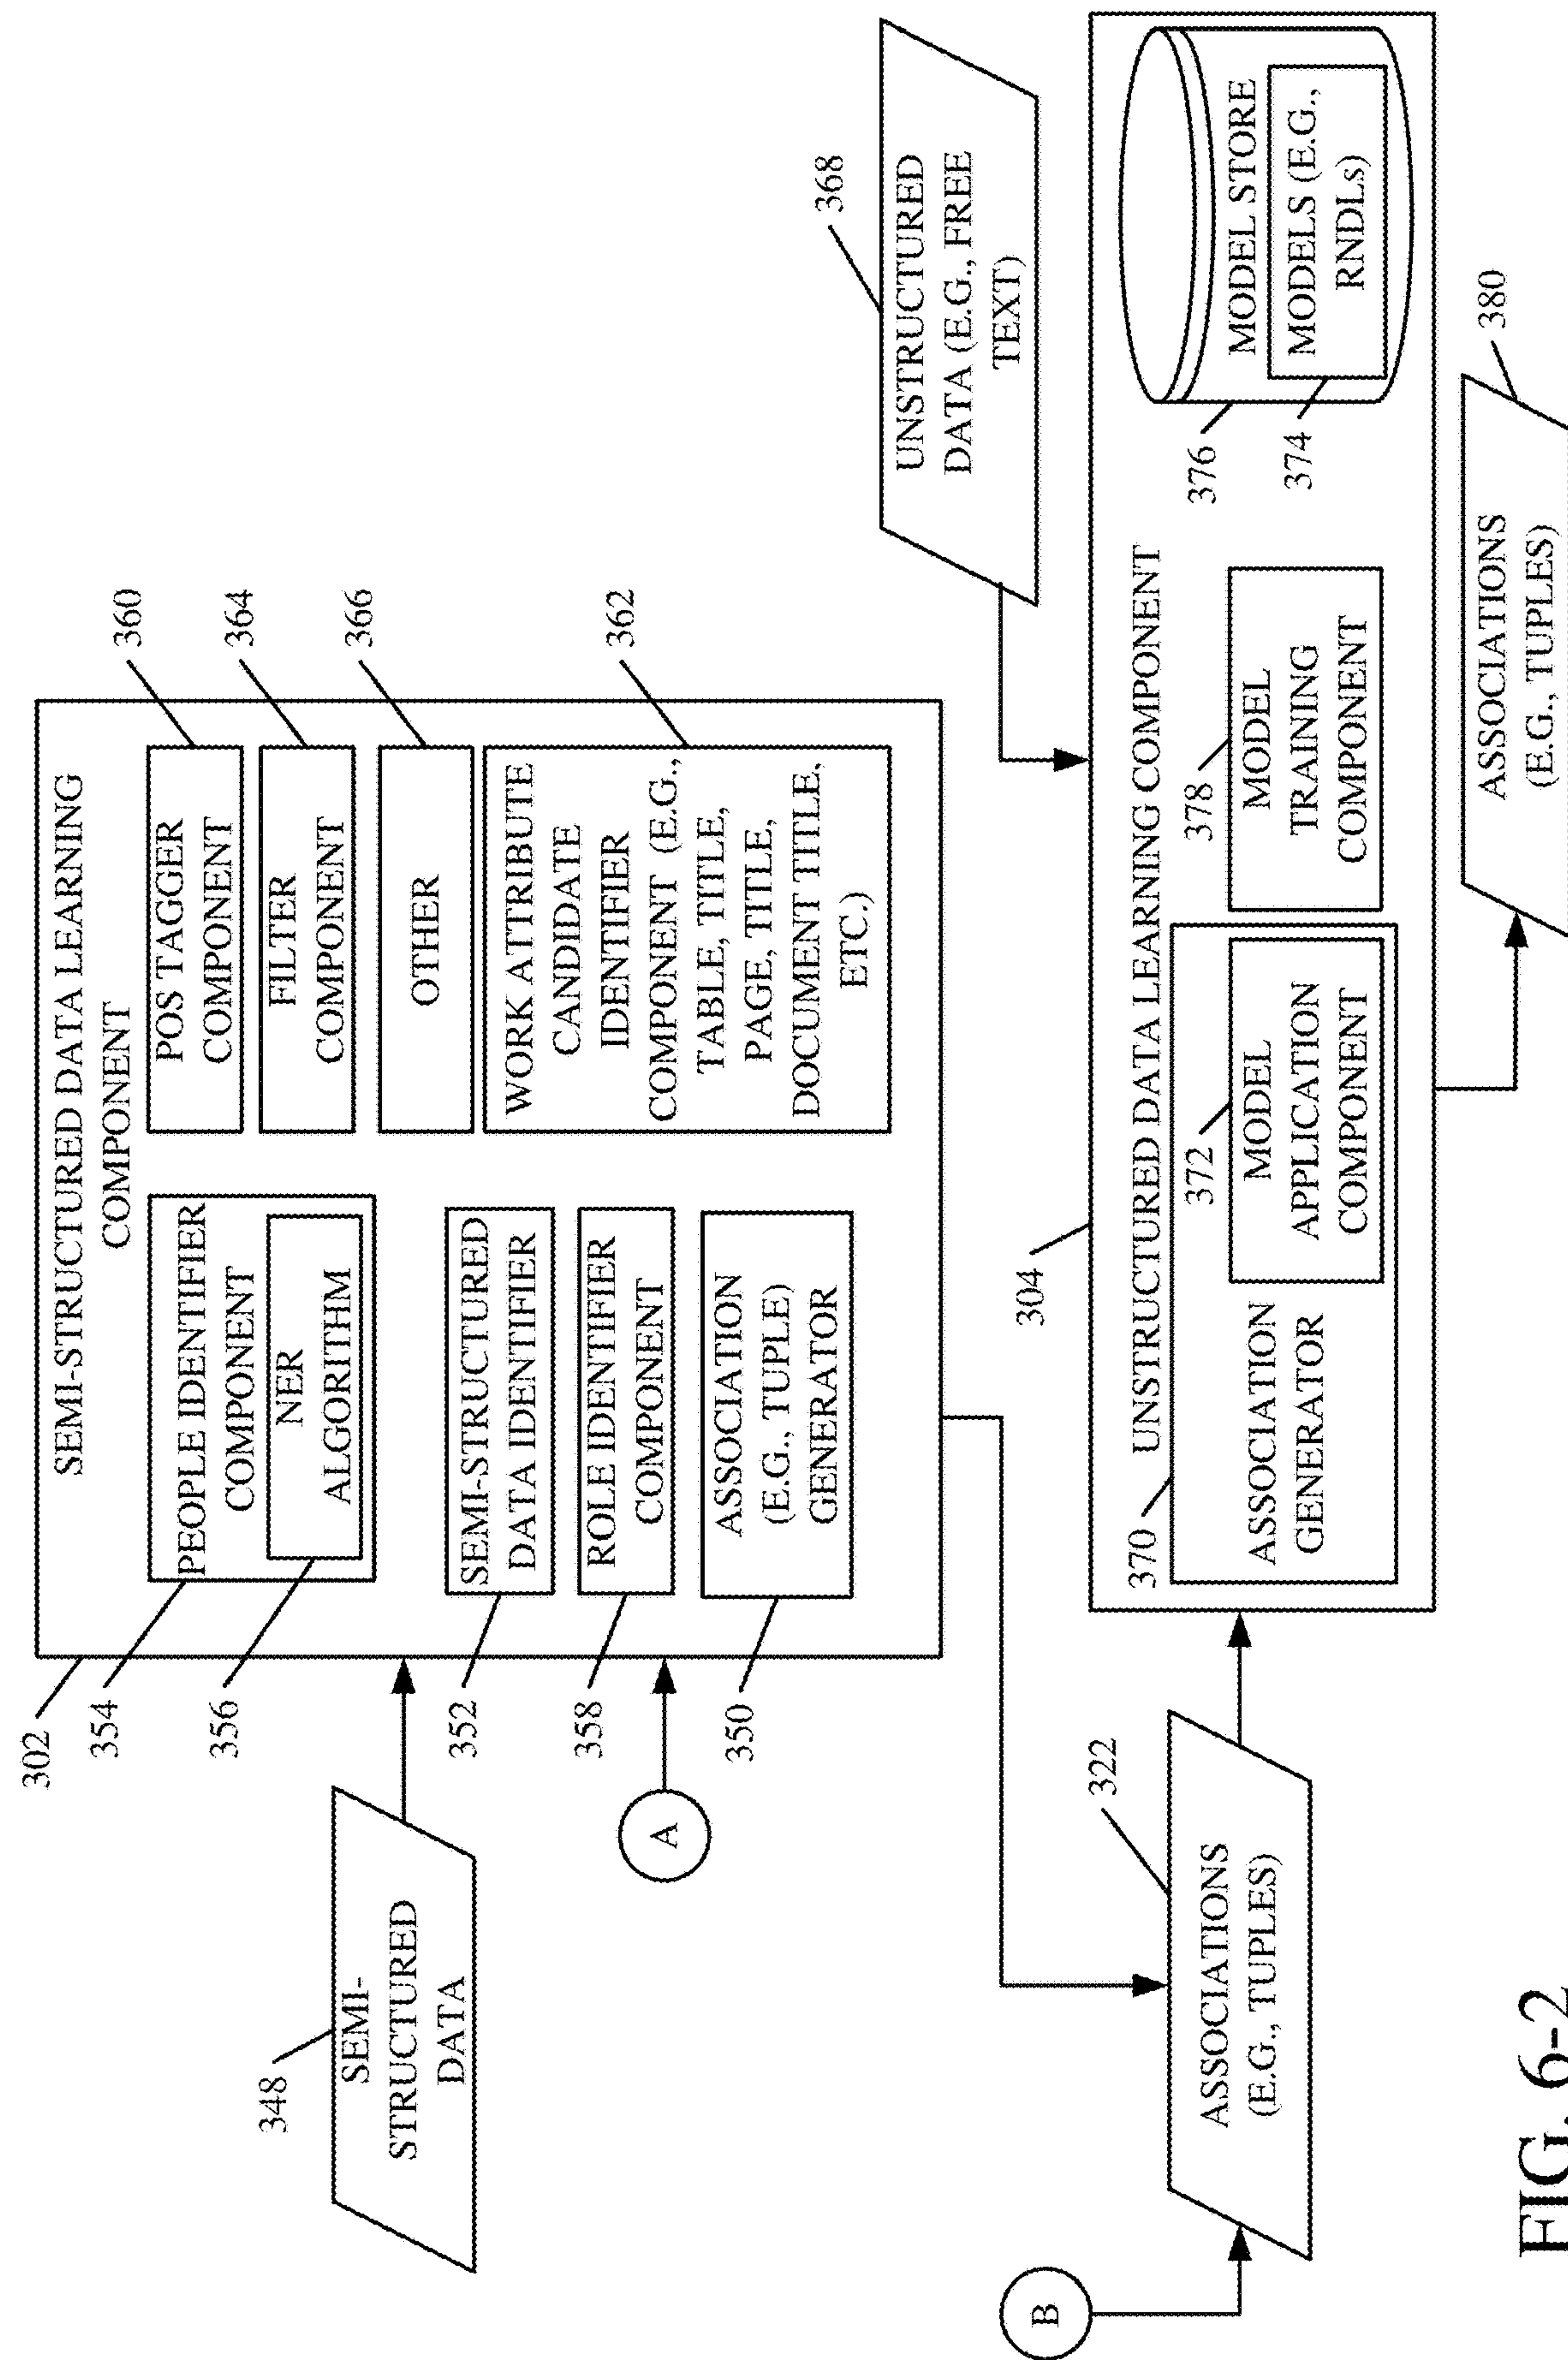 SEMI-STRUCTURED DATA LEARNING
COMPONENT
302
354
PEOPLE IDENTIFIER
COMPONENT
356
NER
ALGORITHM
POS TAGGER
COMPONENT
360
FILTER
COMPONENT
364
OTHER
366
348
SEMI-
STRUCTURED
DATA
352
SEMI-STRUCTURED
DATA IDENTIFIER
358
ROLE IDENTIFIER
COMPONENT
A
350
ASSOCIATION
(E.G., TUPLE)
GENERATOR
WORK ATTRIBUTE
CANDIDATE
IDENTIFIER
COMPONENT (E.G.,
TABLE, TITLE,
PAGE, TITLE,
DOCUMENT TITLE,
ETC.)
362
368
UNSTRUCTURED
DATA (E.G., FREE
TEXT)
B
322
ASSOCIATIONS
(E.G., TUPLES)
304
UNSTRUCTURED DATA LEARNING COMPONENT
370
ASSOCIATION
GENERATOR
372
MODEL
APPLICATION
COMPONENT
378
MODEL
TRAINING
COMPONENT
376
MODEL STORE
374
MODELS (E.G.,
RNDLs)
ASSOCIATIONS
(E.G., TUPLES)
380
FIG. 6-2